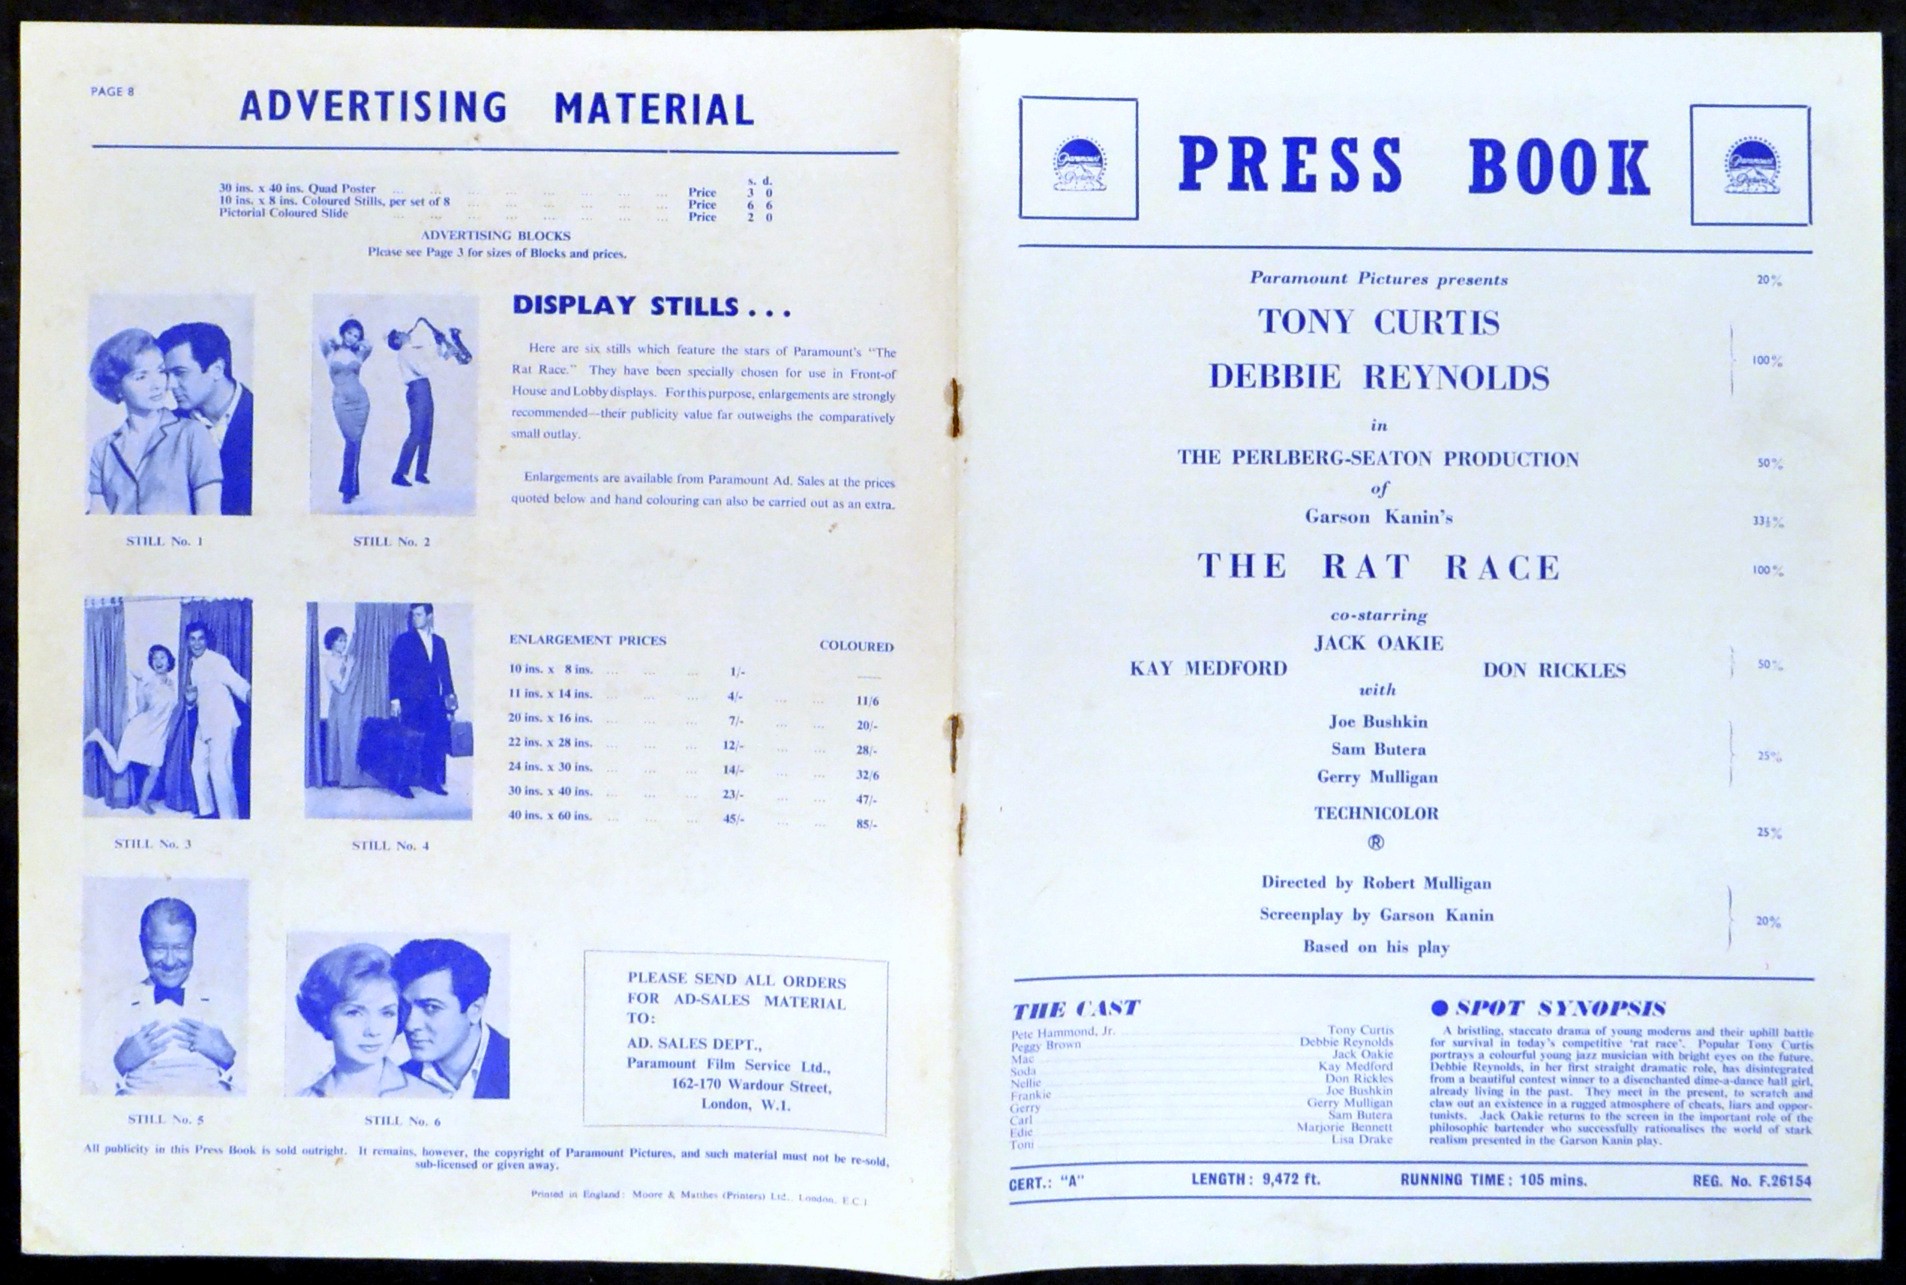 PAGE 8
ADVERTISING MATERIAL
s. d.
30 ins. x 40 ins. Quad Poster ... Price 3 0
10 ins. x 8 ins. Coloured Stills, per set of 8 ... Price 6 6
Pictorial Coloured Slide ... Price 2 0
ADVERTISING BLOCKS
Please see Page 3 for sizes of Blocks and prices.
DISPLAY STILLS . . .
Here are six stills which feature the stars of Paramount's "The
Rat Race." They have been specially chosen for use in Front-of
House and Lobby displays. For this purpose, enlargements are strongly
recommended—their publicity value far outweighs the comparatively
small outlay.
Enlargements are available from Paramount Ad. Sales at the prices
quoted below and hand colouring can also be carried out as an extra.
STILL No. 1
STILL No. 2
ENLARGEMENT PRICES COLOURED
10 ins. x 8 ins. ... 1/- ——
11 ins. x 14 ins. ... 4/- ... 11/6
20 ins. x 16 ins. ... 7/- ... 20/-
22 ins. x 28 ins. ... 12/- ... 28/-
24 ins. x 30 ins. ... 14/- ... 32/6
30 ins. x 40 ins. ... 23/- ... 47/-
40 ins. x 60 ins. ... 45/- ... 85/-
STILL No. 3
STILL No. 4
STILL No. 5
STILL No. 6
PLEASE SEND ALL ORDERS
FOR AD-SALES MATERIAL
TO:
AD. SALES DEPT.,
Paramount Film Service Ltd.,
162-170 Wardour Street,
London, W.1.
All publicity in this Press Book is sold outright. It remains, however, the copyright of Paramount Pictures, and such material must not be re-sold,
sub-licensed or given away.
Printed in England: Moore & Matthes (Printers) Ltd., London, E.C.1
Paramount
Pictures
PRESS BOOK
Paramount
Pictures
Paramount Pictures presents 20%
TONY CURTIS
DEBBIE REYNOLDS 100%
in
THE PERLBERG-SEATON PRODUCTION 50%
of
Garson Kanin's 33⅓%
THE RAT RACE 100%
co-starring
JACK OAKIE
KAY MEDFORD DON RICKLES 50%
with
Joe Bushkin
Sam Butera 25%
Gerry Mulligan
TECHNICOLOR
® 25%
Directed by Robert Mulligan
Screenplay by Garson Kanin 20%
Based on his play
THE CAST
Pete Hammond, Jr. Tony Curtis
Peggy Brown Debbie Reynolds
Mac Jack Oakie
Soda Kay Medford
Nellie Don Rickles
Frankie Joe Bushkin
Gerry Gerry Mulligan
Carl Sam Butera
Edie Marjorie Bennett
Toni Lisa Drake
● SPOT SYNOPSIS
A bristling, staccato drama of young moderns and their uphill battle
for survival in today's competitive 'rat race'. Popular Tony Curtis
portrays a colourful young jazz musician with bright eyes on the future.
Debbie Reynolds, in her first straight dramatic role, has disintegrated
from a beautiful contest winner to a disenchanted dime-a-dance hall girl,
already living in the past. They meet in the present, to scratch and
claw out an existence in a rugged atmosphere of cheats, liars and oppor-
tunists. Jack Oakie returns to the screen in the important role of the
philosophic bartender who successfully rationalises the world of stark
realism presented in the Garson Kanin play.
CERT.: "A" LENGTH: 9,472 ft. RUNNING TIME: 105 mins. REG. No. F.26154